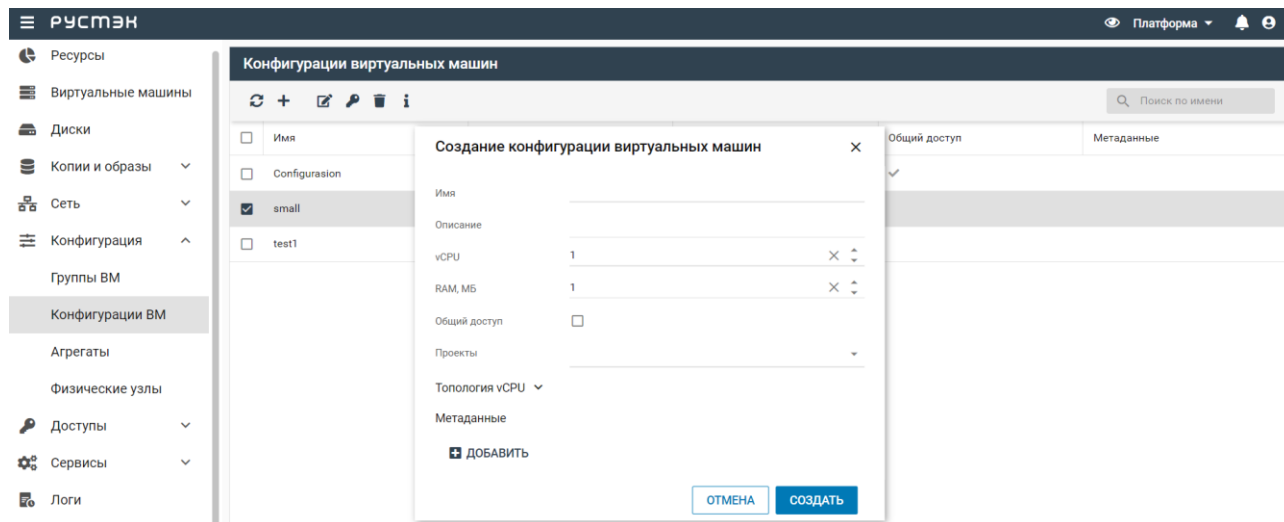 РУСТЭК
Платформа
Ресурсы
Виртуальные машины
Диски
Копии и образы
Сеть
Конфигурация
Группы ВМ
Конфигурации ВМ
Агрегаты
Физические узлы
Доступы
Сервисы
Логи
Конфигурации виртуальных машин
Поиск по имени
Имя
Общий доступ
Метаданные
Configurasion
small
test1
Создание конфигурации виртуальных машин
Имя
Описание
vCPU 1
RAM, МБ 1
Общий доступ
Проекты
Топология vCPU
Метаданные
ДОБАВИТЬ
ОТМЕНА СОЗДАТЬ